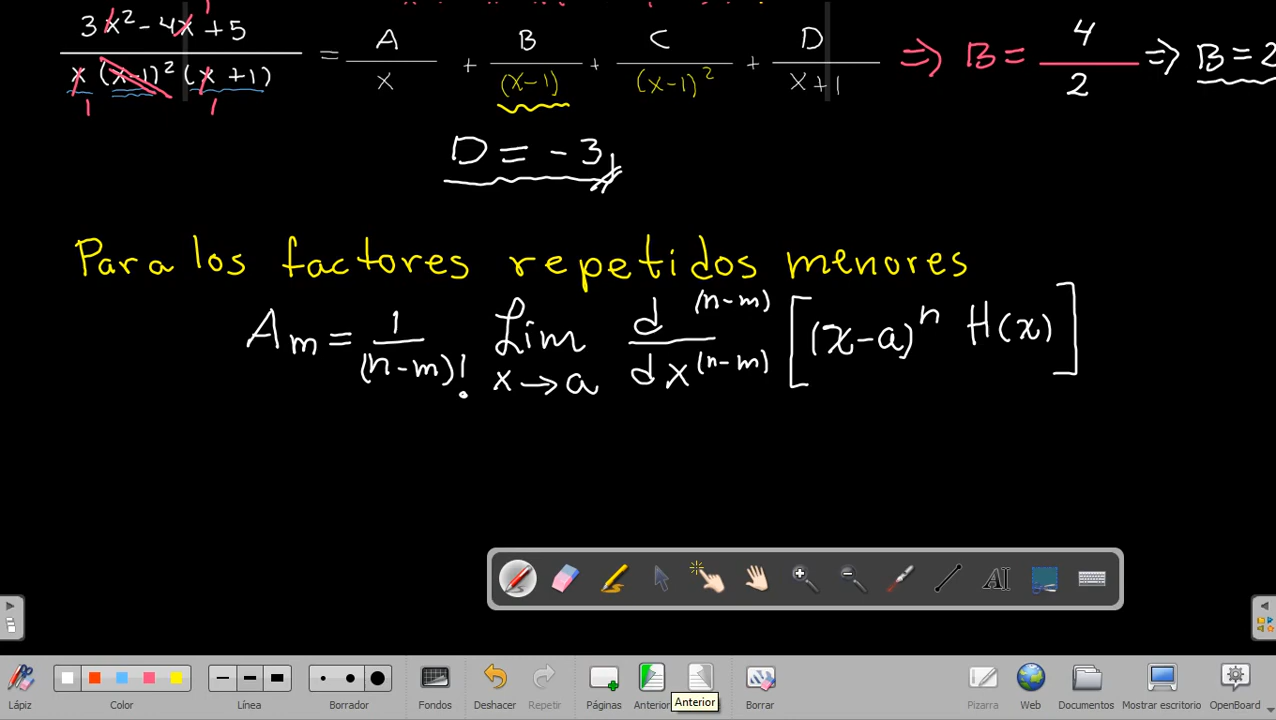 3x² - 4x + 5 / x (x-1)² (x+1) = A/x + B/(x-1) + C/(x-1)² + D/(x+1) ⇒ B = 4/2 ⇒ B = 2
1 1
D = -3
Para los factores repetidos menores
Am = 1/(n-m)! Lim x→a d^(n-m)/dx^(n-m) [(x-a)^n H(x)]
Lápiz Color Línea Borrador Fondos Deshacer Repetir Páginas Anterior Anterior Borrar Pizarra Web Documentos Mostrar escritorio OpenBoard